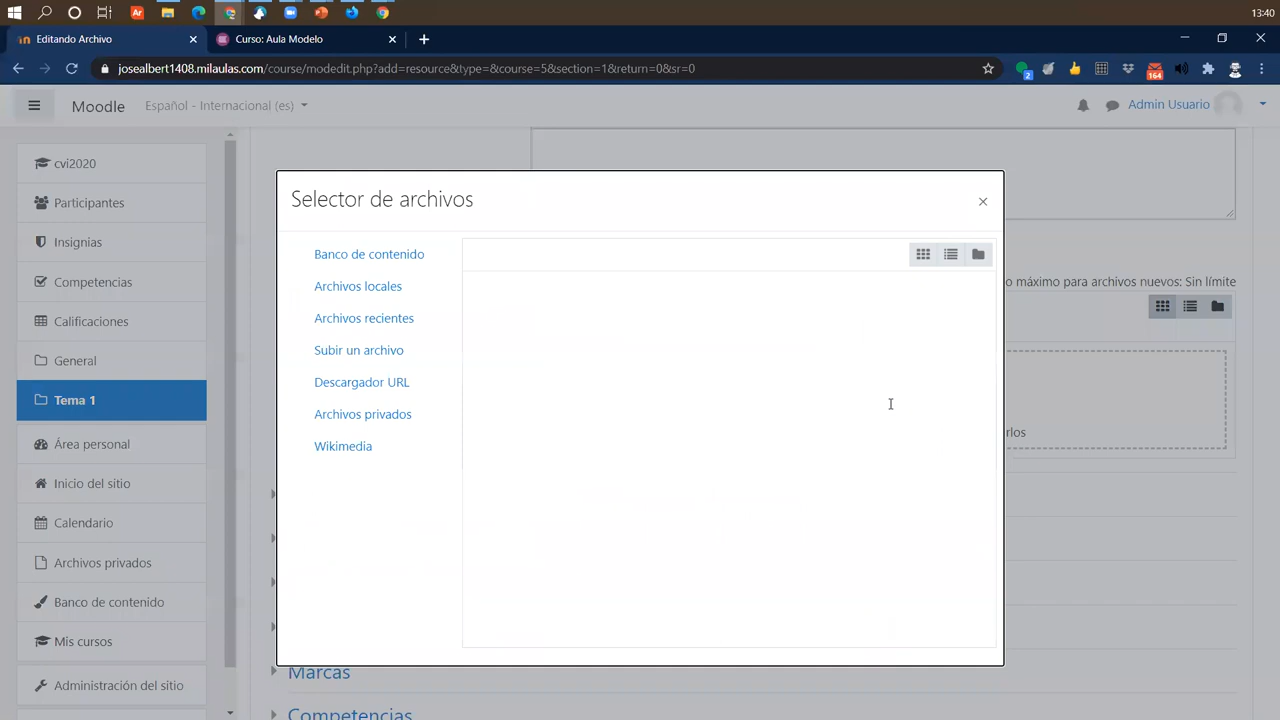 13:40
Editando Archivo
Curso: Aula Modelo
josealbert1408.milaulas.com/course/modedit.php?add=resource&type=&course=5&section=1&return=0&sr=0
2
164
Moodle
Español - Internacional (es)
Admin Usuario
cvi2020
Participantes
Insignias
Competencias
Calificaciones
General
Tema 1
Área personal
Inicio del sitio
Calendario
Archivos privados
Banco de contenido
Mis cursos
Administración del sitio
Selector de archivos
Banco de contenido
Archivos locales
Archivos recientes
Subir un archivo
Descargador URL
Archivos privados
Wikimedia
o máximo para archivos nuevos: Sin límite
rlos
Marcas
Competencias